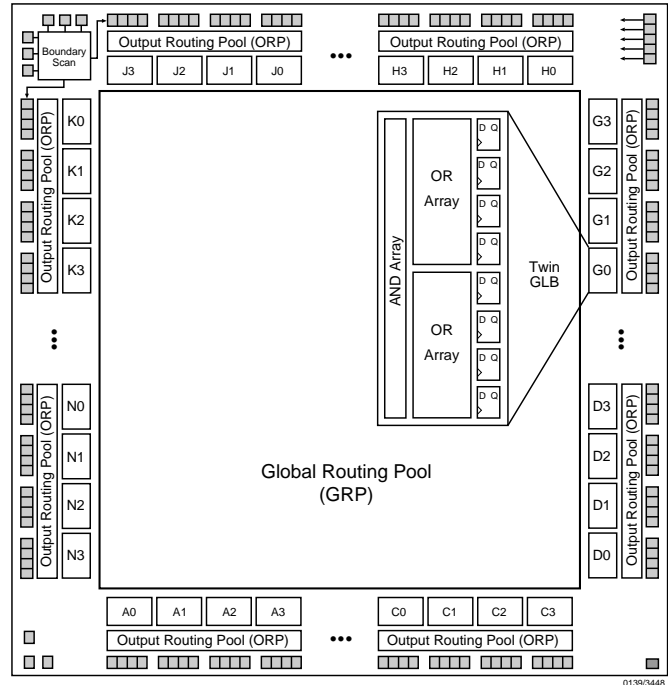 Boundary
Scan
Output Routing Pool (ORP)
Output Routing Pool (ORP)
J3 J2 J1 J0
•••
H3 H2 H1 H0
Output Routing Pool (ORP)
K0
K1
K2
K3
•••
Output Routing Pool (ORP)
N0
N1
N2
N3
AND Array
OR
Array
OR
Array
D Q
D Q
D Q
D Q
D Q
D Q
D Q
D Q
Twin
GLB
Global Routing Pool
(GRP)
G3
G2
G1
G0
Output Routing Pool (ORP)
•••
D3
D2
D1
D0
Output Routing Pool (ORP)
A0 A1 A2 A3
•••
C0 C1 C2 C3
Output Routing Pool (ORP)
Output Routing Pool (ORP)
0139/3448